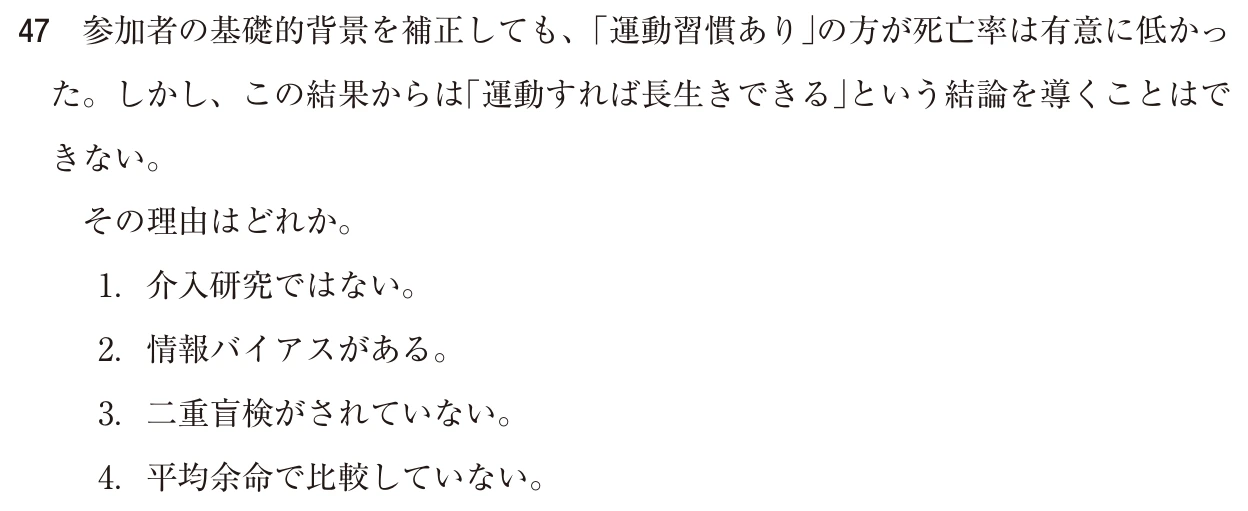 47 参加者の基礎的背景を補正しても、「運動習慣あり」の方が死亡率は有意に低かっ
た。しかし、この結果からは「運動すれば長生きできる」という結論を導くことはで
きない。
その理由はどれか。
1. 介入研究ではない。
2. 情報バイアスがある。
3. 二重盲検がされていない。
4. 平均余命で比較していない。